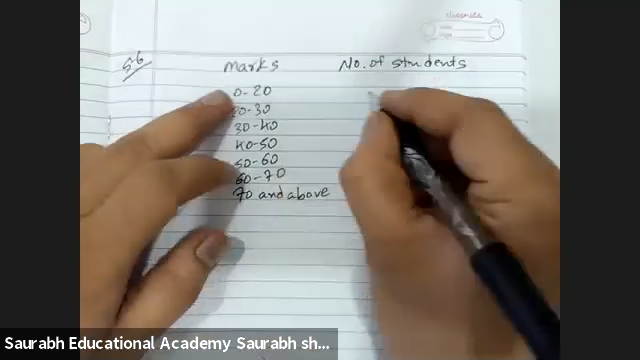 classmate
5.6
Marks No. of students
0-20
20-30
30-40
40-50
50-60
60-70
70 and above
Saurabh Educational Academy Saurabh sh...